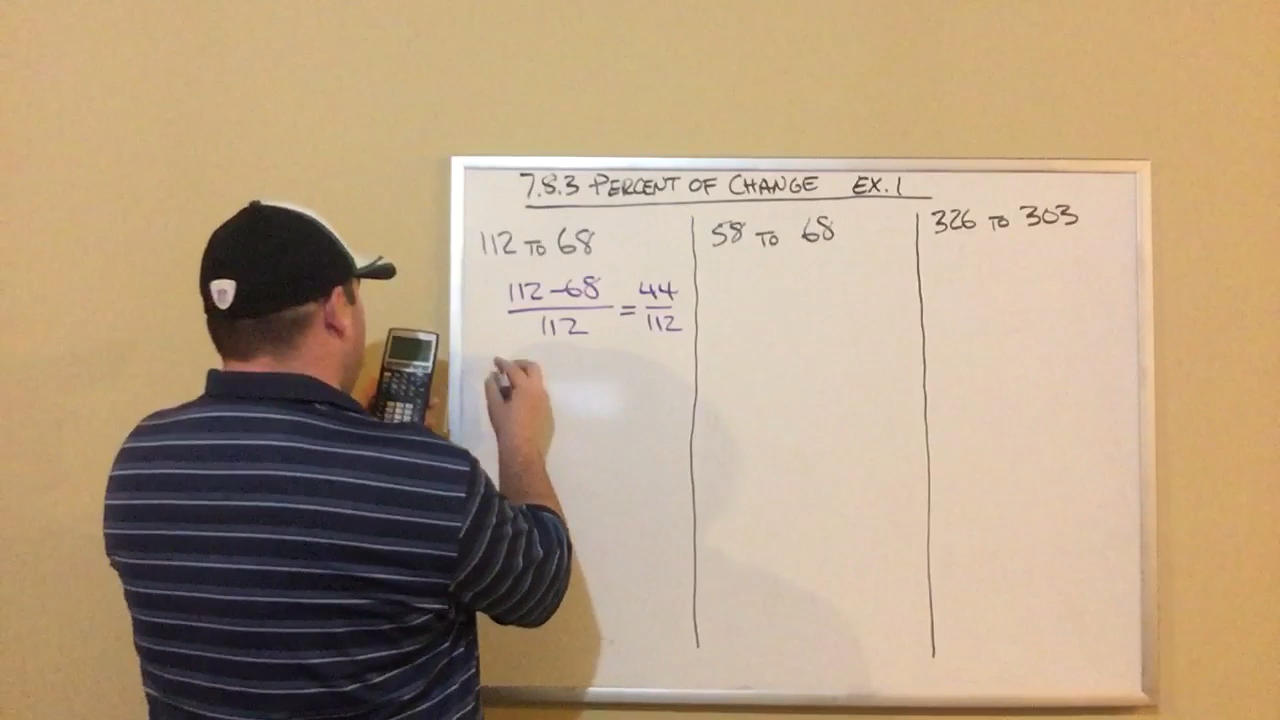 7.8.3 PERCENT OF CHANGE EX. 1
112 TO 68
112 - 68
112
=
44
112
58 TO 68
326 TO 303